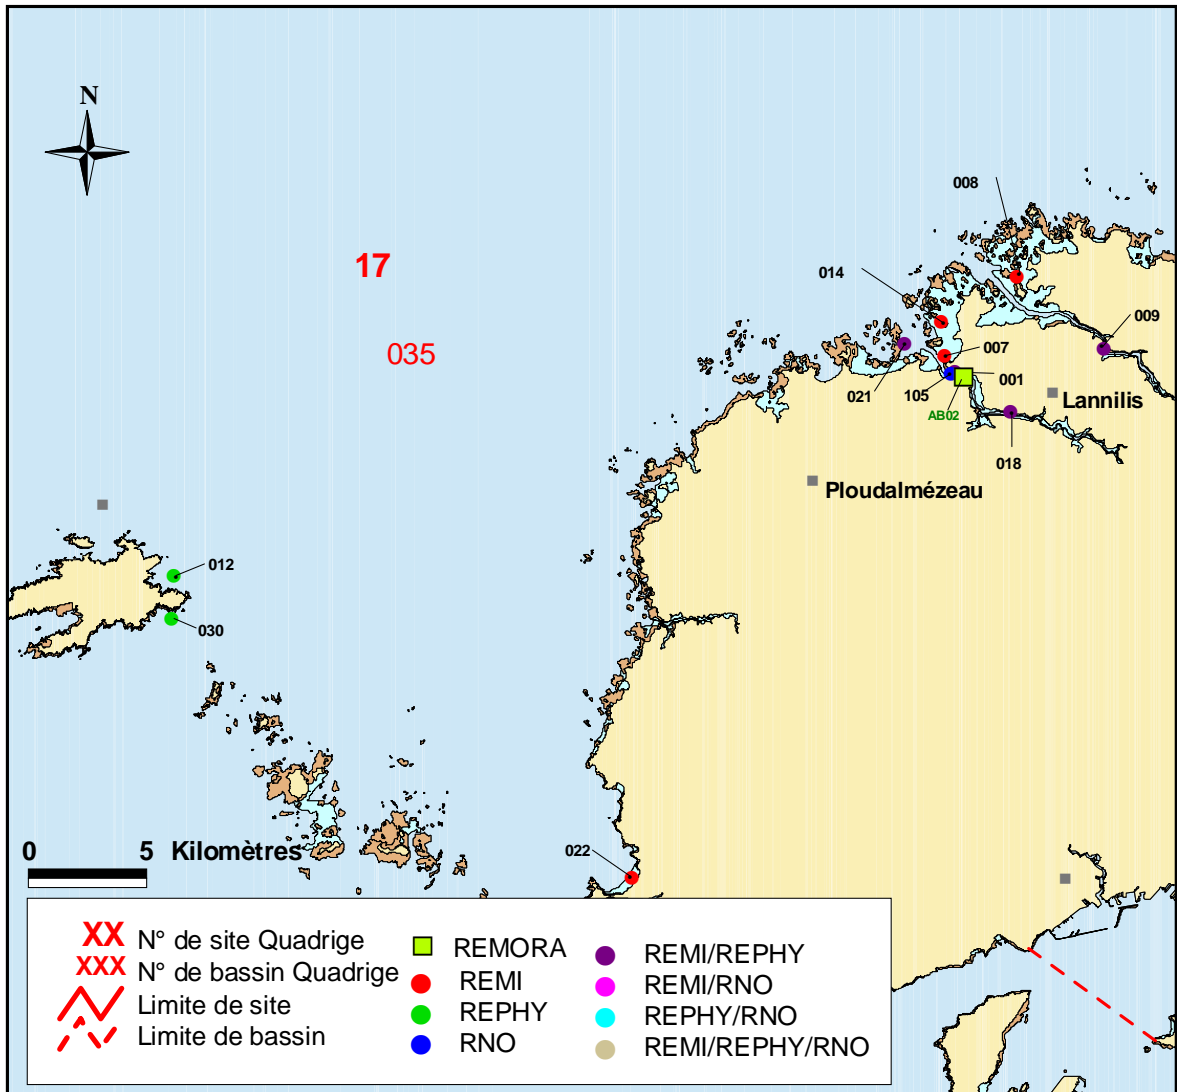 N
008
17
014
009
035
007
001
021
105
Lannilis
AB02
018
Ploudalmézeau
012
030
0 5 Kilomètres
022
XX N° de site Quadrige
XXX N° de bassin Quadrige
Limite de site
Limite de bassin
REMORA
REMI
REPHY
RNO
REMI/REPHY
REMI/RNO
REPHY/RNO
REMI/REPHY/RNO